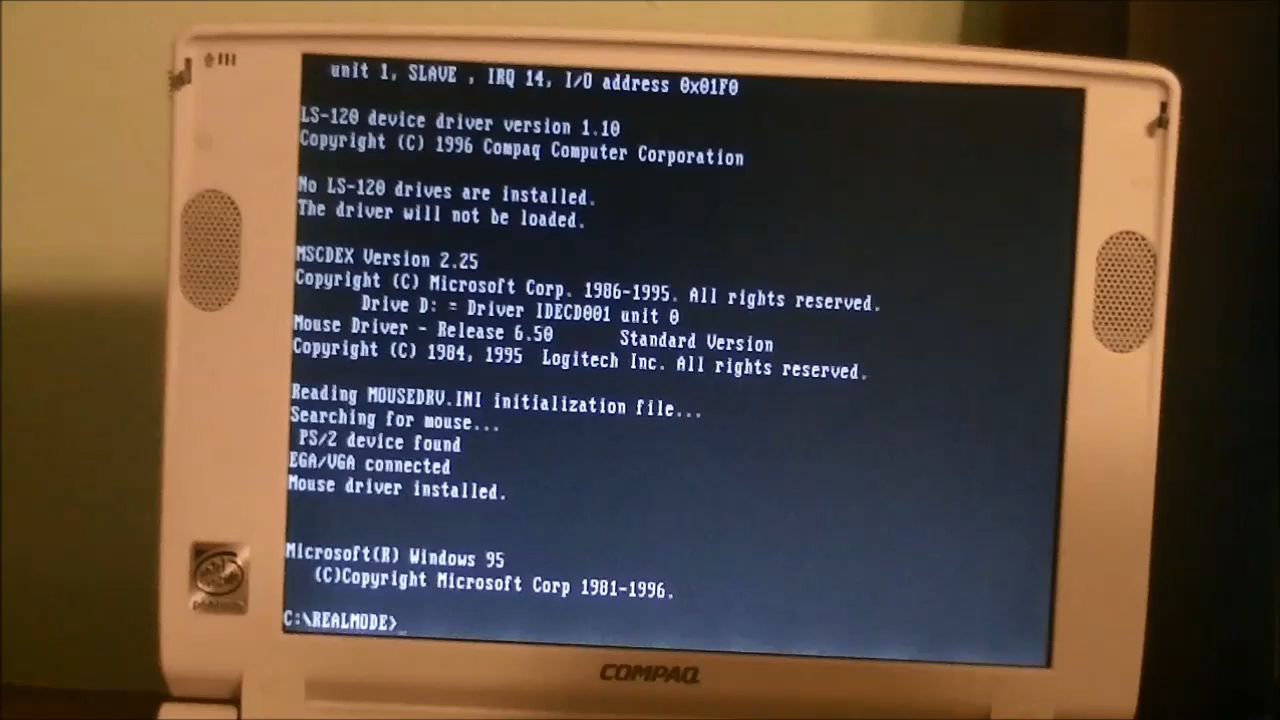 unit 1, SLAVE , IRQ 14, I/O address 0x01F0
LS-120 device driver version 1.10
Copyright (C) 1996 Compaq Computer Corporation
No LS-120 drives are installed.
The driver will not be loaded.
MSCDEX Version 2.25
Copyright (C) Microsoft Corp. 1986-1995. All rights reserved.
Drive D: = Driver IDECD001 unit 0
Mouse Driver - Release 6.50 Standard Version
Copyright (C) 1984, 1995 Logitech Inc. All rights reserved.
Reading MOUSEDRV.INI initialization file...
Searching for mouse...
PS/2 device found
EGA/VGA connected
Mouse driver installed.
Microsoft(R) Windows 95
(C)Copyright Microsoft Corp 1981-1996.
C:\REALMODE>
COMPAQ